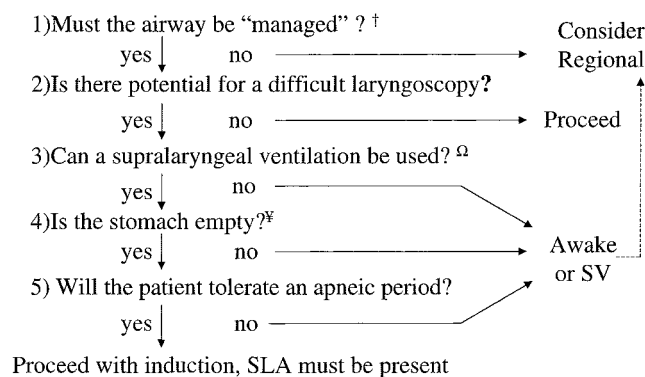 1)Must the airway be “managed” ? †
yes no
Consider
Regional
2)Is there potential for a difficult laryngoscopy?
yes no
Proceed
3)Can a supralaryngeal ventilation be used? Ω
yes no
4)Is the stomach empty?¥
yes no
Awake
or SV
5) Will the patient tolerate an apneic period?
yes no
Proceed with induction, SLA must be present